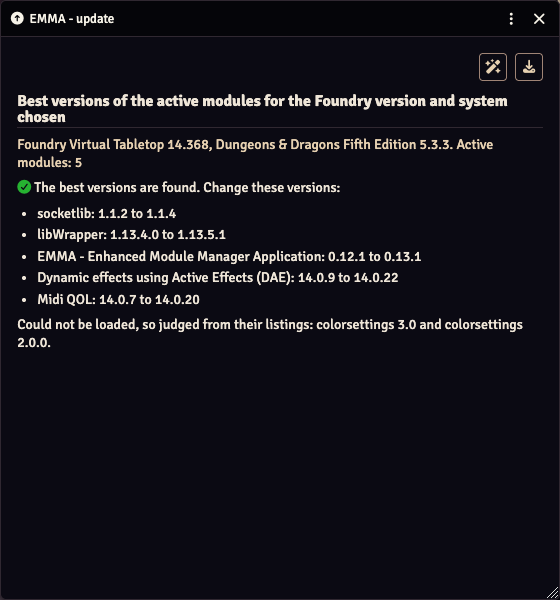 EMMA - update
Best versions of the active modules for the Foundry version and system
chosen
Foundry Virtual Tabletop 14.368, Dungeons & Dragons Fifth Edition 5.3.3. Active
modules: 5
The best versions are found. Change these versions:
• socketlib: 1.1.2 to 1.1.4
• libWrapper: 1.13.4.0 to 1.13.5.1
• EMMA - Enhanced Module Manager Application: 0.12.1 to 0.13.1
• Dynamic effects using Active Effects (DAE): 14.0.9 to 14.0.22
• Midi QOL: 14.0.7 to 14.0.20
Could not be loaded, so judged from their listings: colorsettings 3.0 and colorsettings
2.0.0.